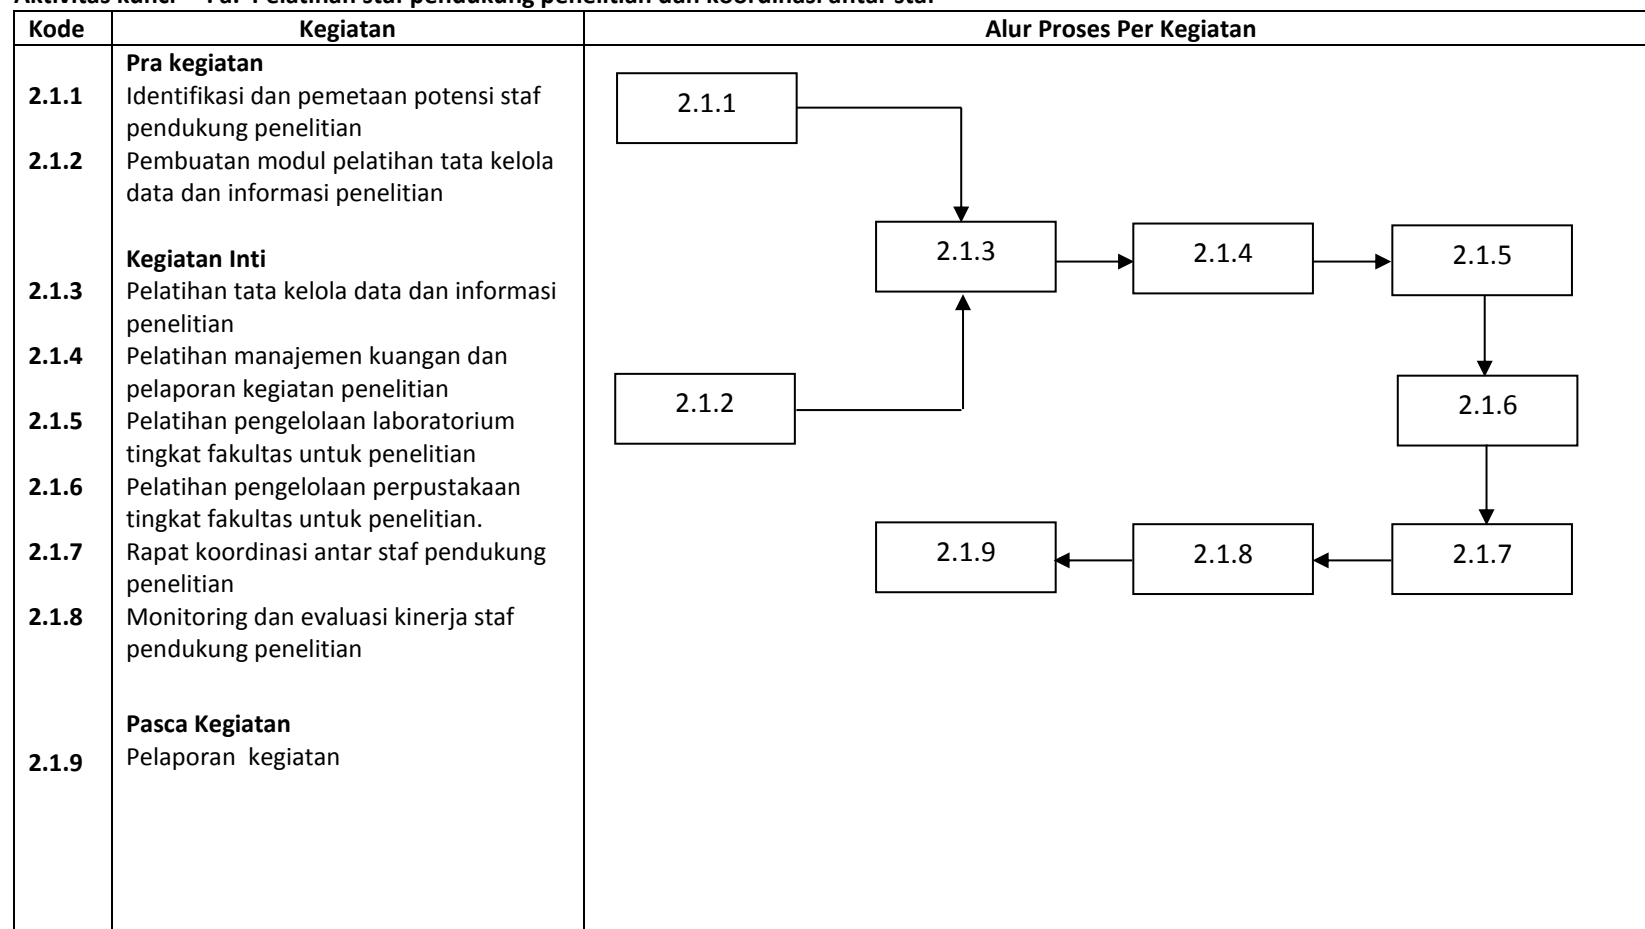 Kode Kegiatan Alur Proses Per Kegiatan
Pra kegiatan
2.1.1 Identifikasi dan pemetaan potensi staf
pendukung penelitian
2.1.2 Pembuatan modul pelatihan tata kelola
data dan informasi penelitian
Kegiatan Inti
2.1.3 Pelatihan tata kelola data dan informasi
penelitian
2.1.4 Pelatihan manajemen kuangan dan
pelaporan kegiatan penelitian
2.1.5 Pelatihan pengelolaan laboratorium
tingkat fakultas untuk penelitian
2.1.6 Pelatihan pengelolaan perpustakaan
tingkat fakultas untuk penelitian.
2.1.7 Rapat koordinasi antar staf pendukung
penelitian
2.1.8 Monitoring dan evaluasi kinerja staf
pendukung penelitian
Pasca Kegiatan
2.1.9 Pelaporan kegiatan
2.1.1
2.1.3 2.1.4 2.1.5
2.1.2 2.1.6
2.1.9 2.1.8 2.1.7